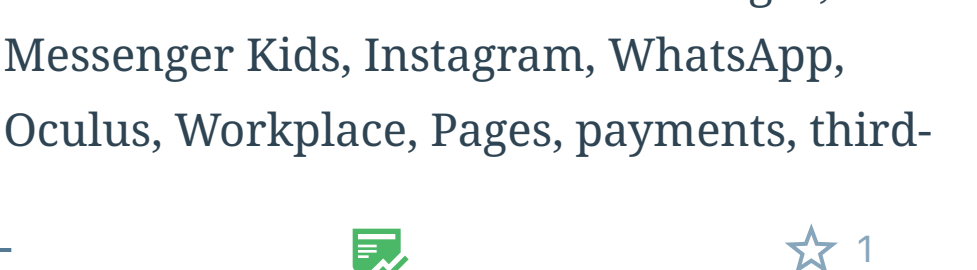 Messenger Kids, Instagram, WhatsApp,
Oculus, Workplace, Pages, payments, third-
1